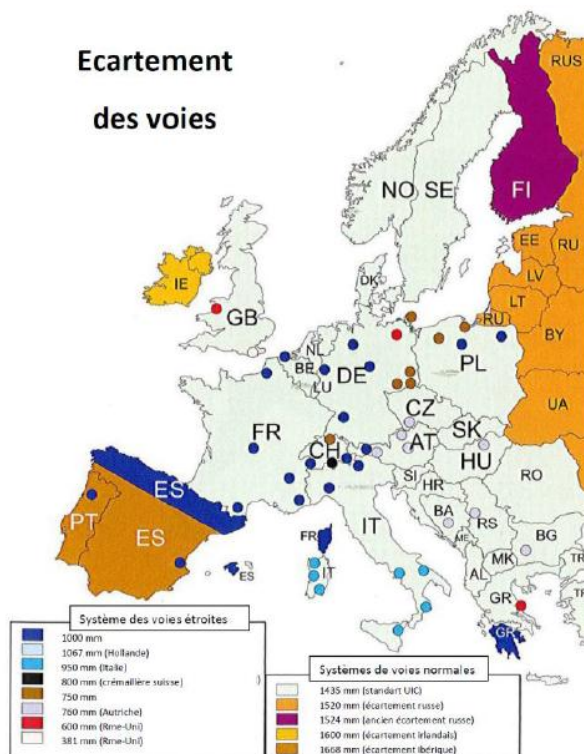 Ecartement
des voies
RUS
NO
SE
FI
EE
RU
LV
DK
LT
RU
BY
IE
GB
NL
BE
DE
PL
LU
UA
CZ
SK
FR
CH
AT
HU
SI
HR
RO
ES
PT
ES
IT
BA
RS
ME
BG
FR
IT
ES
MK
AL
TR
GR
TR
GR
Système des voies étroites
1000 mm
1067 mm (Hollande)
950 mm (Italie)
800 mm (crémaillère suisse)
750 mm
760 mm (Autriche)
600 mm (Rme-Uni)
381 mm (Rme-Uni)
Systèmes de voies normales
1435 mm (standart UIC)
1520 mm (écartement russe)
1524 mm (ancien écartement russe)
1600 mm (écartement irlandais)
1668 mm (écartement ibérique)